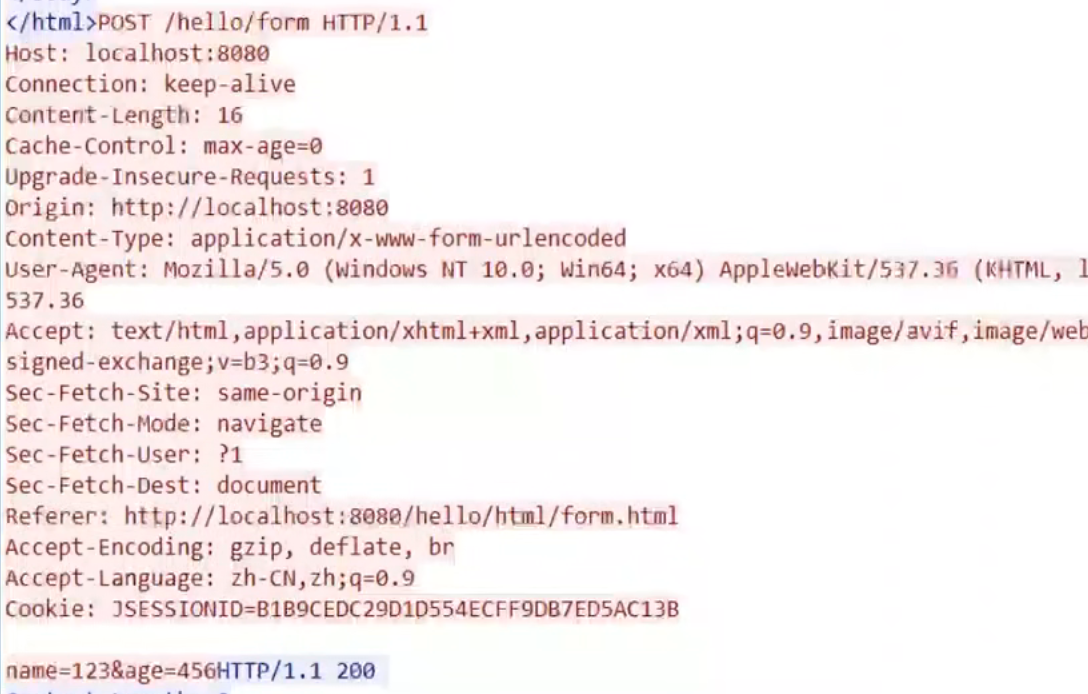 </html>POST /hello/form HTTP/1.1
Host: localhost:8080
Connection: keep-alive
Content-Length: 16
Cache-Control: max-age=0
Upgrade-Insecure-Requests: 1
Origin: http://localhost:8080
Content-Type: application/x-www-form-urlencoded
User-Agent: Mozilla/5.0 (Windows NT 10.0; Win64; x64) AppleWebKit/537.36 (KHTML, l
537.36
Accept: text/html,application/xhtml+xml,application/xml;q=0.9,image/avif,image/web
signed-exchange;v=b3;q=0.9
Sec-Fetch-Site: same-origin
Sec-Fetch-Mode: navigate
Sec-Fetch-User: ?1
Sec-Fetch-Dest: document
Referer: http://localhost:8080/hello/html/form.html
Accept-Encoding: gzip, deflate, br
Accept-Language: zh-CN,zh;q=0.9
Cookie: JSESSIONID=B1B9CEDC29D1D554ECFF9DB7ED5AC13B
name=123&age=456HTTP/1.1 200